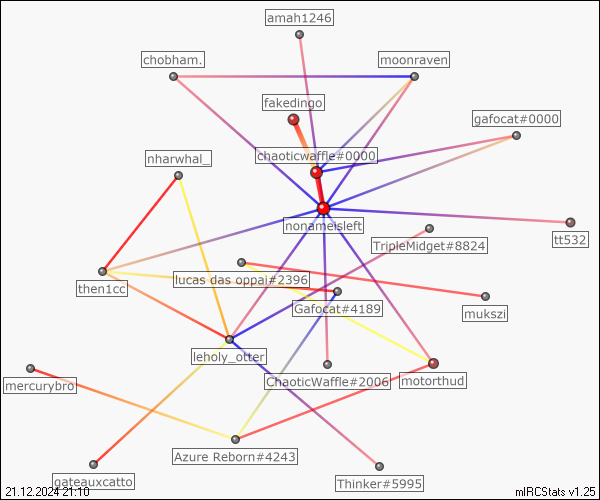 amah1246
chobham.
moonraven
fakedingo
gafocat#0000
chaoticwaffle#0000
nharwhal_
nonameisleft
tt532
TripleMidget#8824
then1cc
lucas das oppai#2396
Gafocat#4189
mukszi
leholy_otter
mercurybro
ChaoticWaffle#2006
motorthud
Azure Reborn#4243
gateauxcatto
Thinker#5995
21.12.2024 21:10
mIRCStats v1.25